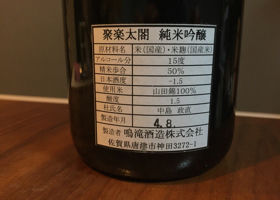 聚楽太閤 純米吟醸
原材料名 米(国産)・米麹(国産米)
アルコール分 15度
精米歩合 50%
日本酒度 -1.5
使用米 山田錦100%
酸度 1.5
杜氏名 中島 政直
製造年月 4.8
製造者 鳴滝酒造株式会社
佐賀県唐津市神田3272-1